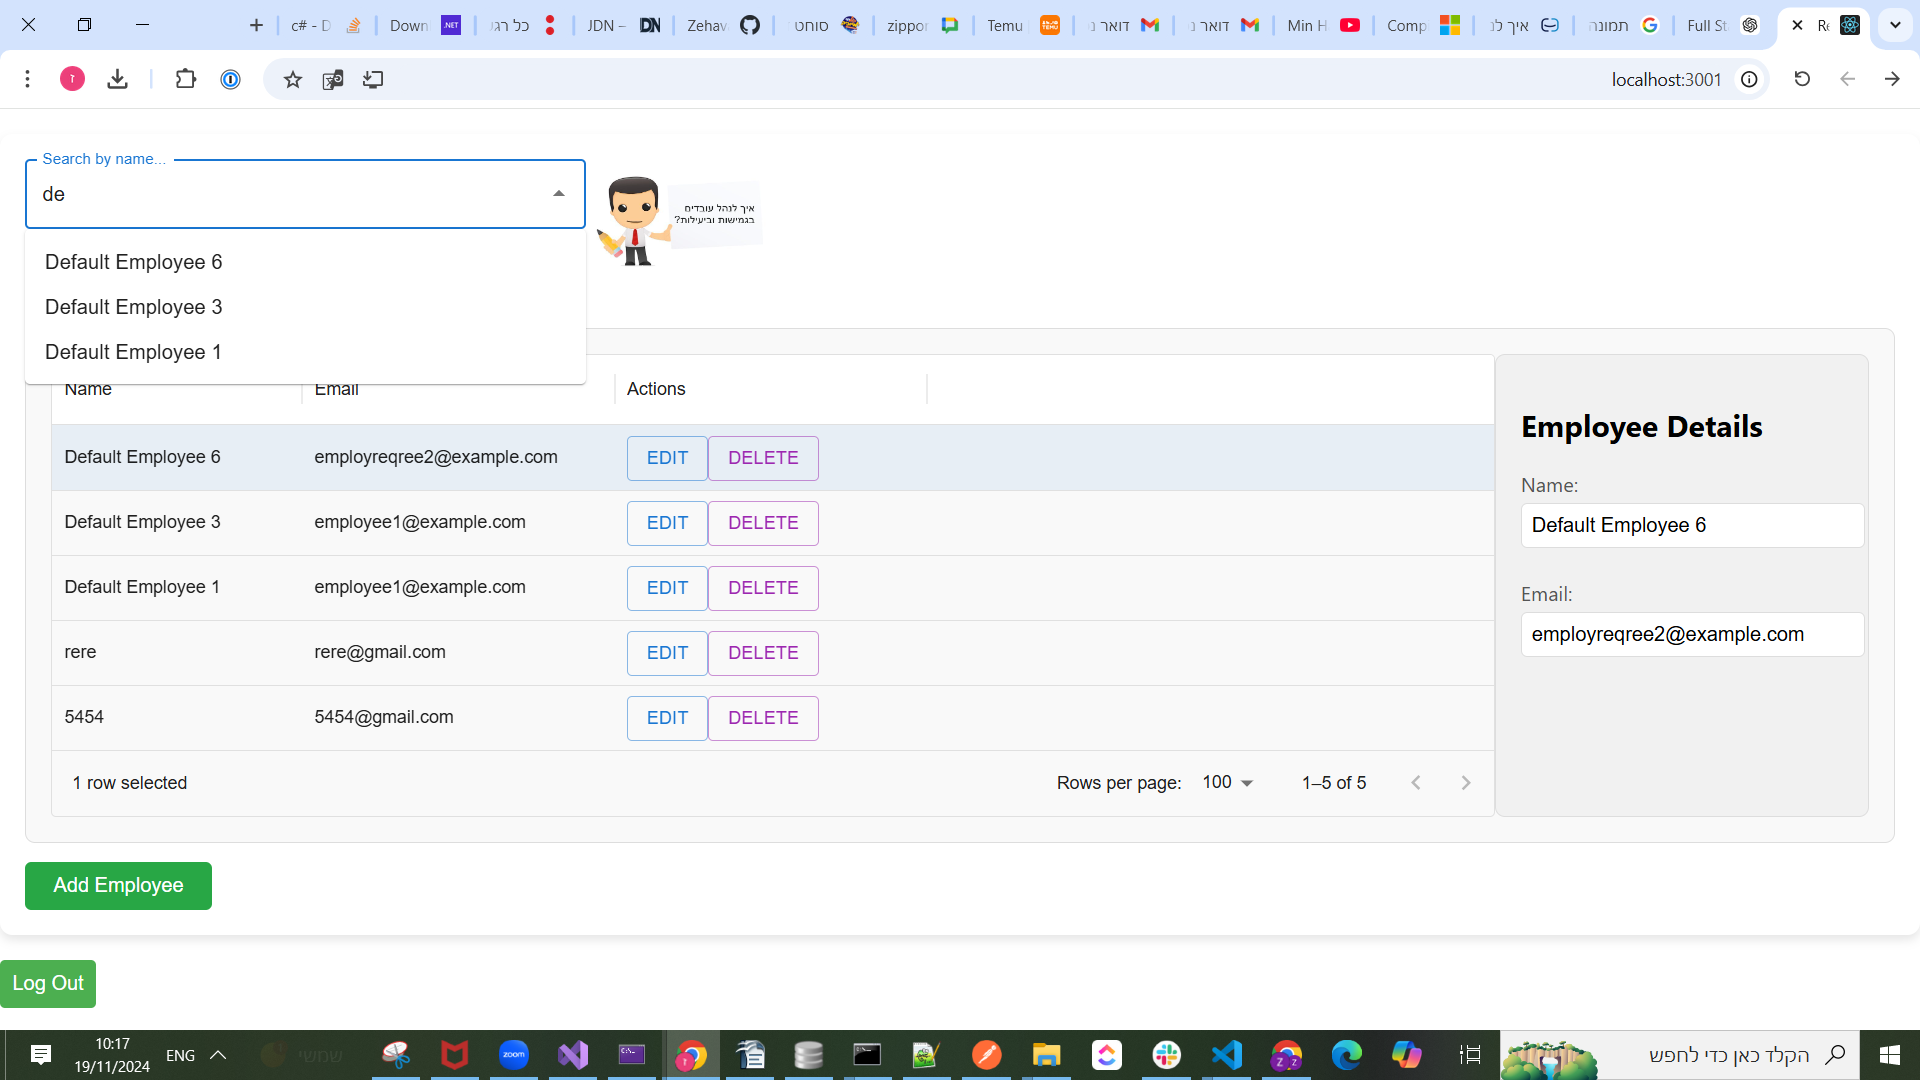 c# - D
Down
כל רגע
JDN –
Zehav
סוחט
zippor
Temu
דואר נ
דואר נ
Min H
Comp
איך לנ
תמונה
Full St
Re
localhost:3001
Search by name...
de
איך לנהל עובדים
בגמישות וביעילות?
Default Employee 6
Default Employee 3
Default Employee 1
Name Email Actions
Default Employee 6 employreqree2@example.com EDIT DELETE
Default Employee 3 employee1@example.com EDIT DELETE
Default Employee 1 employee1@example.com EDIT DELETE
rere rere@gmail.com EDIT DELETE
5454 5454@gmail.com EDIT DELETE
1 row selected Rows per page: 100 1–5 of 5
Employee Details
Name:
Default Employee 6
Email:
employreqree2@example.com
Add Employee
Log Out
10:17
19/11/2024
ENG
שמשי
zoom
הקלד כאן כדי לחפש